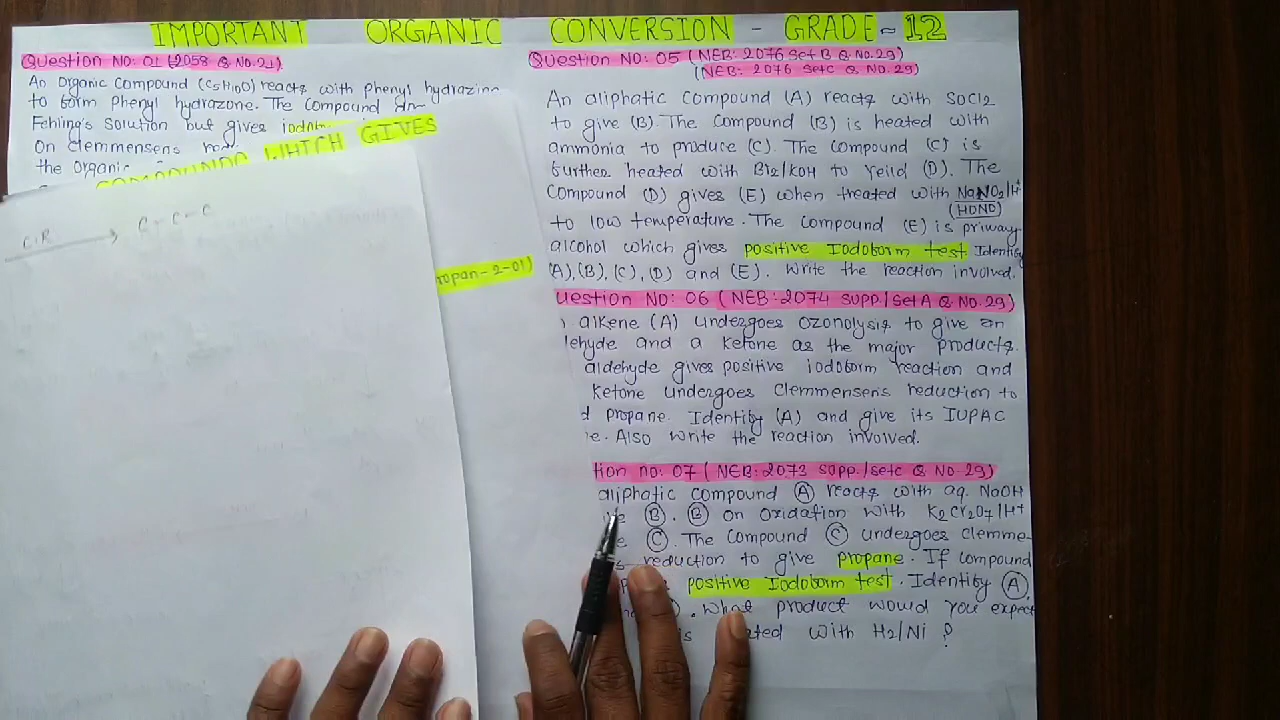 IMPORTANT ORGANIC CONVERSION - GRADE-12
Question NO: 01 (2058 Q.No.21)
An Organic Compound (C5H10O) reacts with phenyl hydrazine
to form phenyl hydrazone. The Compound
Fehling's Solution but gives
On clemmensens
the Organic
COMPOUNDS WHICH GIVES
C.R. → C - C - C
ropan-2-ol)
Question NO: 05 (NEB: 2076 Set B Q.No.29)
(NEB: 2076 Setc Q.No.29)
An aliphatic compound (A) reacts with SOCl2
to give (B). The Compound (B) is heated with
ammonia to produce (C). The compound (C) is
further heated with Br2/KOH to reild (D). The
Compound (D) gives (E) when treated with NaNO2/H+
(HONO)
to low temperature. The compound (E) is primay
alcohol which gives positive Iodoform test Identify
A), (B), (C), (D) and (E). Write the reaction involved.
uestion NO: 06 (NEB: 2074 SUPP./Set A Q.No.29)
alkene (A) undergoes ozonolysis to give an
lehyde and a Ketone as the major products.
aldehyde gives positive iodoform reaction and
Ketone undergoes Clemmensens reduction to
d propane. Identify (A) and give its IUPAC
e. Also write the reaction involved.
tion no: 07 (NEB: 2073 Supp./setc Q.No-29)
aliphatic compound (A) reacts with aq. NaOH
(B). (B) on Oxidation with K2Cr2O7/H+
e (C). The Compound (C) undergoes Clemme-
s reduction to give propane. If compound
positive Iodoform test. Identify (A),
. What product would you expect
is ated with H2/Ni ?